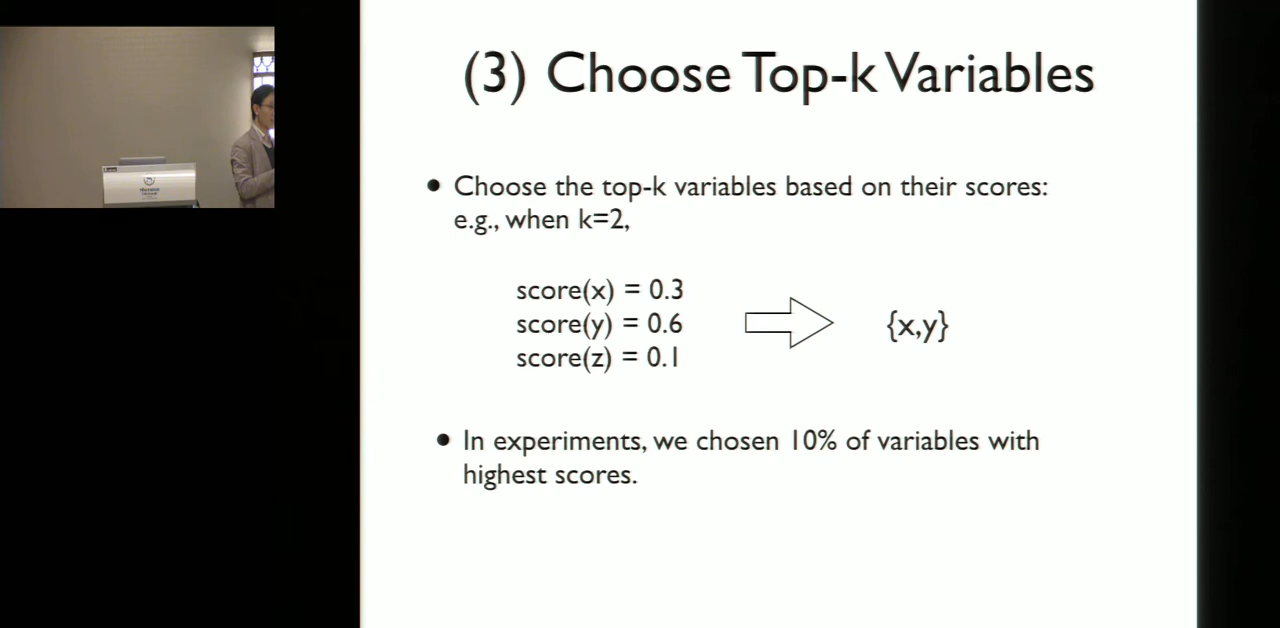 (3) Choose Top-k Variables
• Choose the top-k variables based on their scores:
e.g., when k=2,
score(x) = 0.3
score(y) = 0.6
score(z) = 0.1
{x,y}
• In experiments, we chosen 10% of variables with
highest scores.